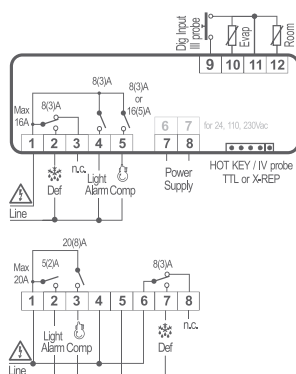 Dig Input
III probe
Evap
Room
9 10 11 12
8(3)A
8(3)A
or
16(5)A
Max
16A
8(3)A
6 7 for 24, 110, 230Vac
1 2 3 4 5 7 8
n.c.
Def
Light
Alarm Comp
Power
Supply
HOT KEY / IV probe
TTL or X-REP
Line
20(8)A
Max
20A
5(2)A
8(3)A
1 2 3 4 5 6 7 8
n.c.
Light
Alarm Comp
Def
Line